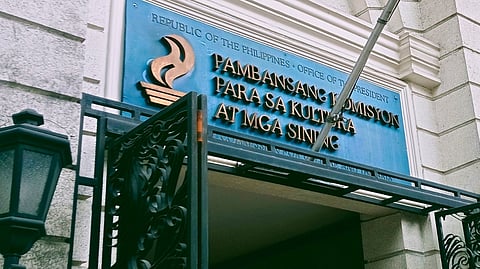 REPUBLIC OF THE PHILIPPINES • OFFICE OF THE PRESIDENT
PAMBANSANG KOMISYON
PARA SA KULTURA
AT MGA SINING